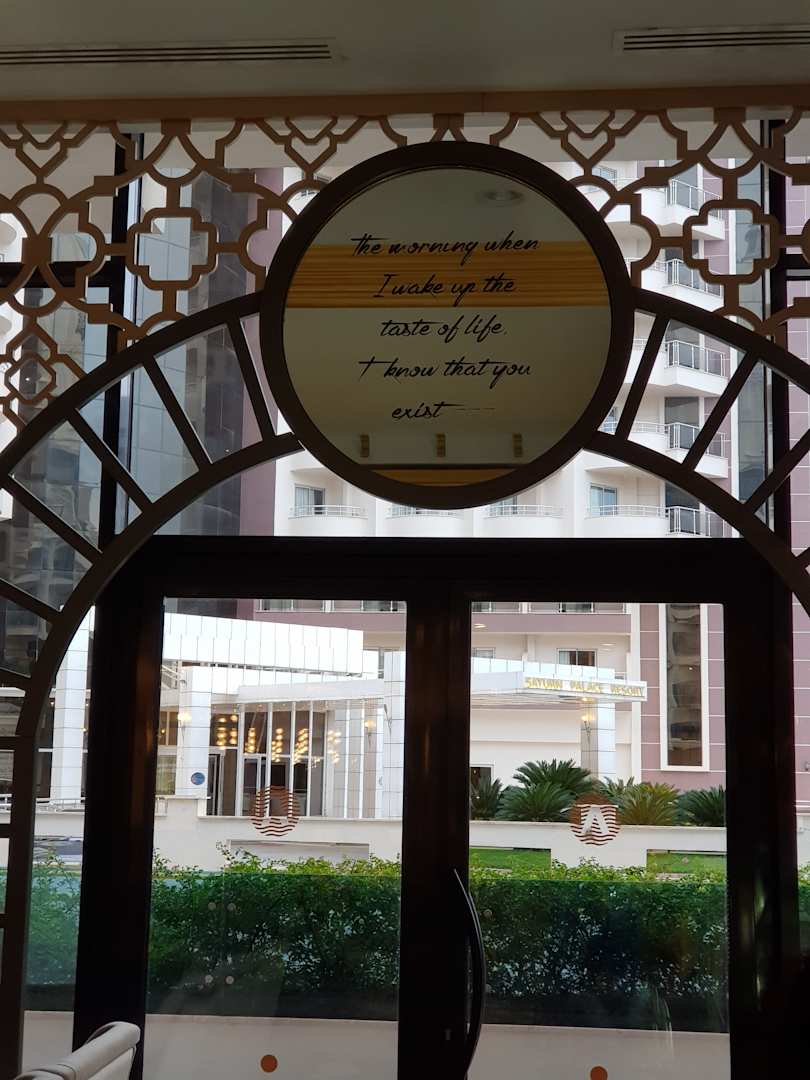 the morning when
I wake up the
taste of life,
I know that you
exist ---
SATURN PALACE RESORT
A
A